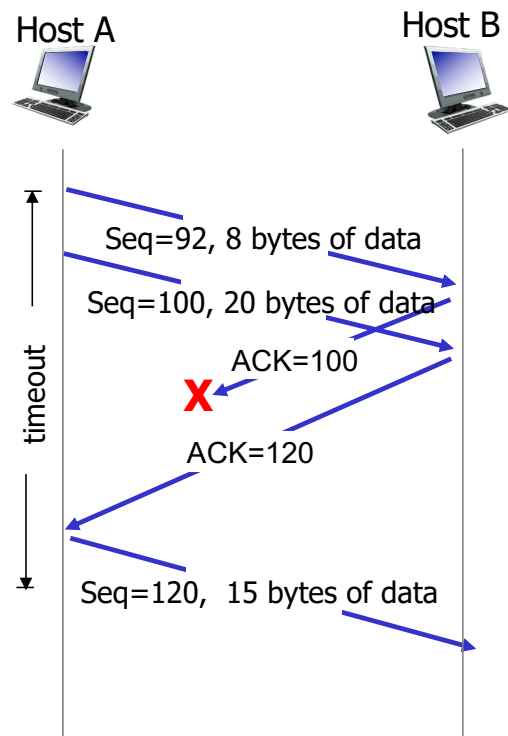 Host A
Host B
Seq=92, 8 bytes of data
Seq=100, 20 bytes of data
ACK=100
X
timeout
ACK=120
Seq=120, 15 bytes of data